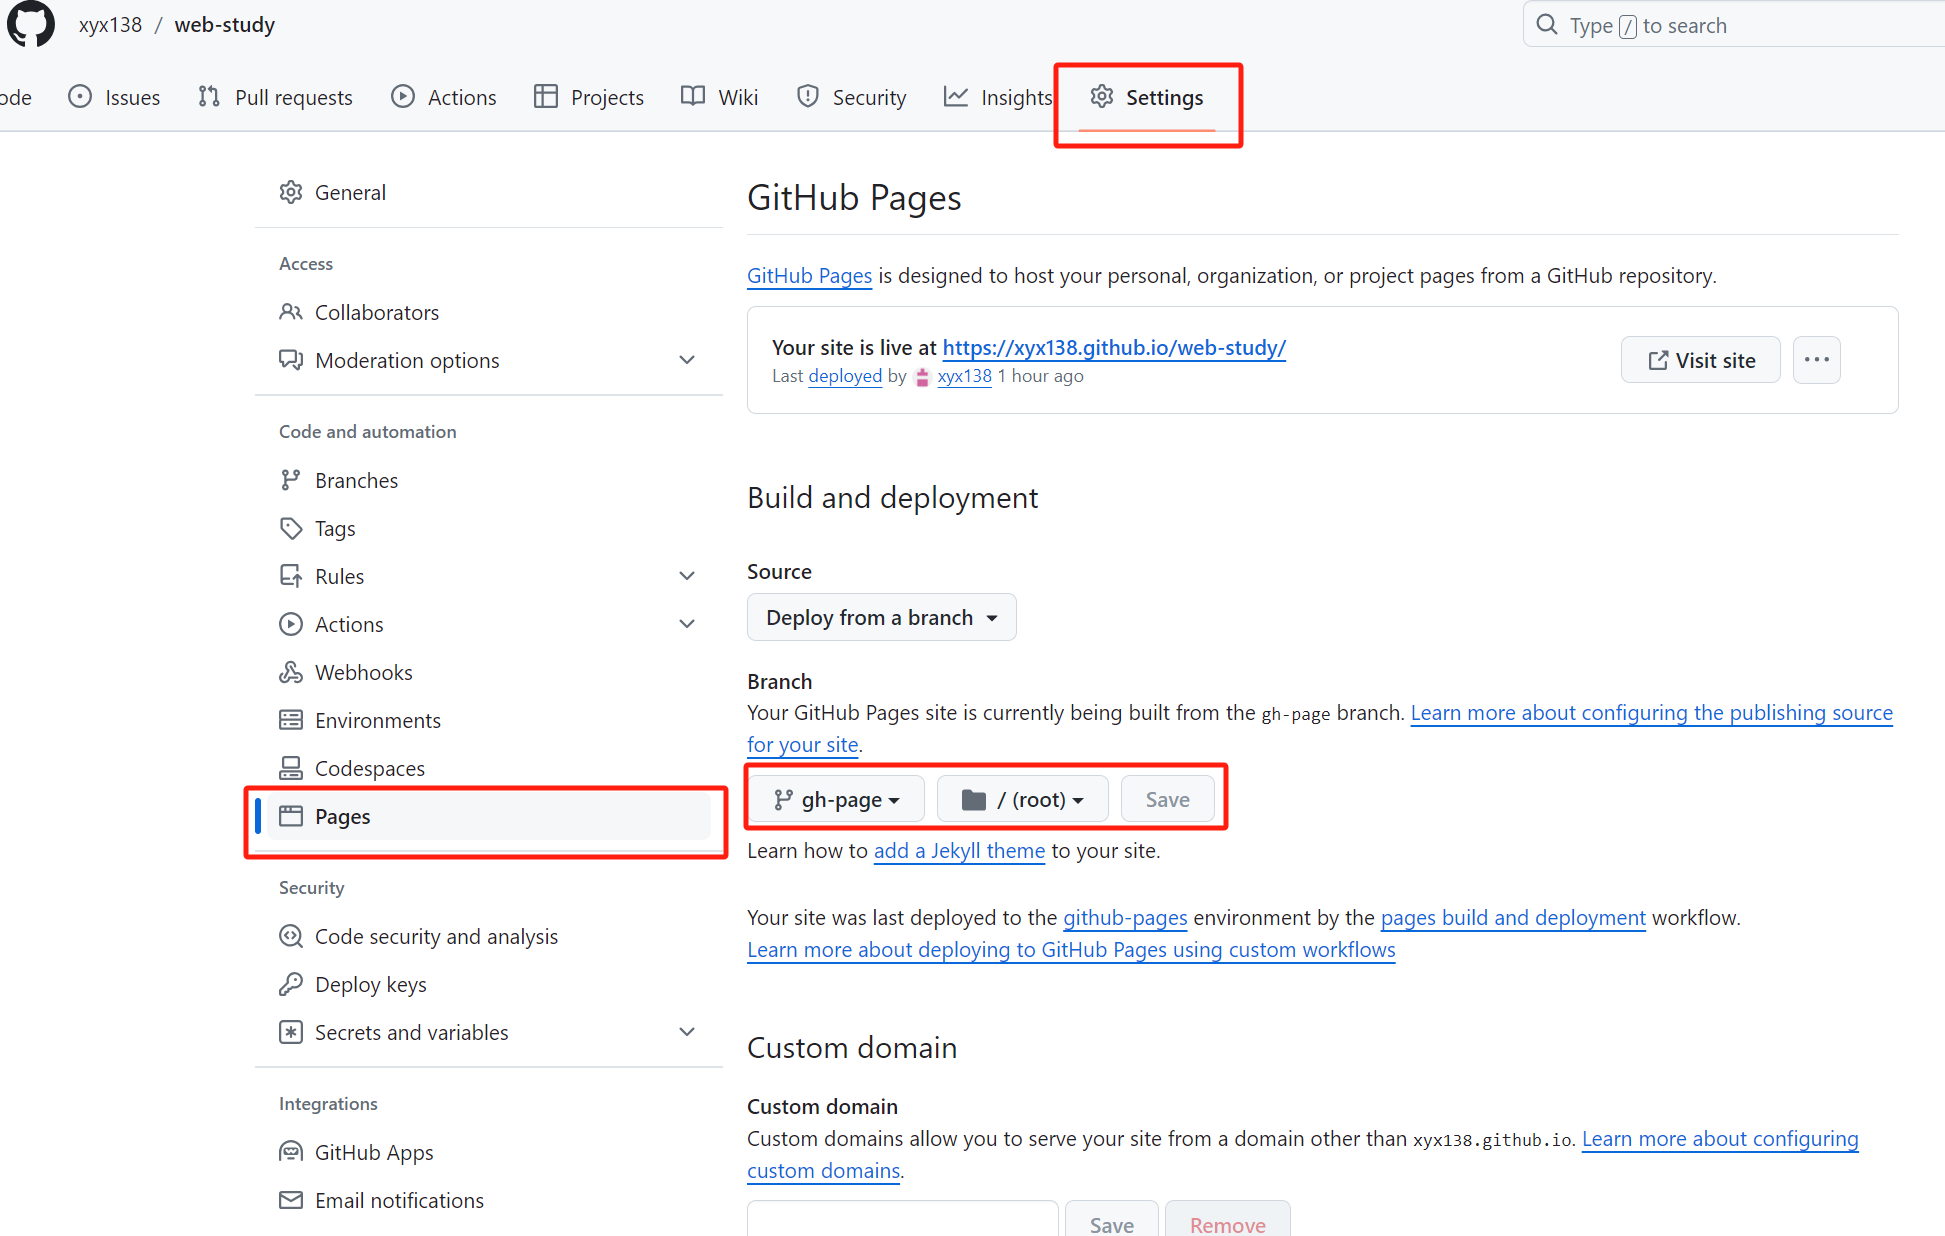 xyx138 / web-study
Type / to search
ode Issues Pull requests Actions Projects Wiki Security Insights Settings
General
Access
Collaborators
Moderation options
Code and automation
Branches
Tags
Rules
Actions
Webhooks
Environments
Codespaces
Pages
Security
Code security and analysis
Deploy keys
Secrets and variables
Integrations
GitHub Apps
Email notifications
GitHub Pages
GitHub Pages is designed to host your personal, organization, or project pages from a GitHub repository.
Your site is live at https://xyx138.github.io/web-study/
Last deployed by xyx138 1 hour ago
Visit site
Build and deployment
Source
Deploy from a branch
Branch
Your GitHub Pages site is currently being built from the gh-page branch. Learn more about configuring the publishing source
for your site.
gh-page / (root) Save
Learn how to add a Jekyll theme to your site.
Your site was last deployed to the github-pages environment by the pages build and deployment workflow.
Learn more about deploying to GitHub Pages using custom workflows
Custom domain
Custom domain
Custom domains allow you to serve your site from a domain other than xyx138.github.io. Learn more about configuring
custom domains.
Save Remove